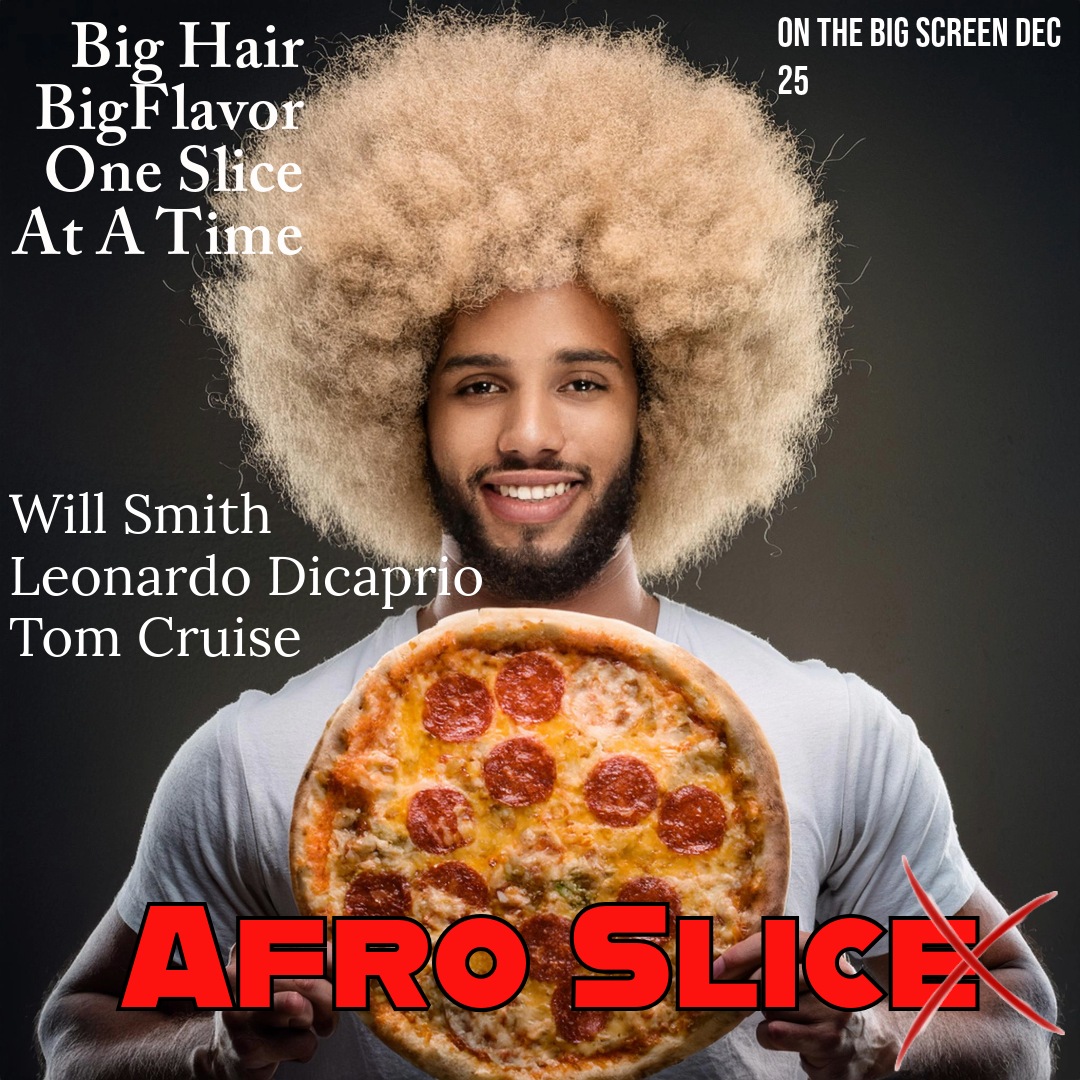 Big Hair
BigFlavor
One Slice
At A Time
ON THE BIG SCREEN DEC
25
Will Smith
Leonardo Dicaprio
Tom Cruise
AFRO SLICE